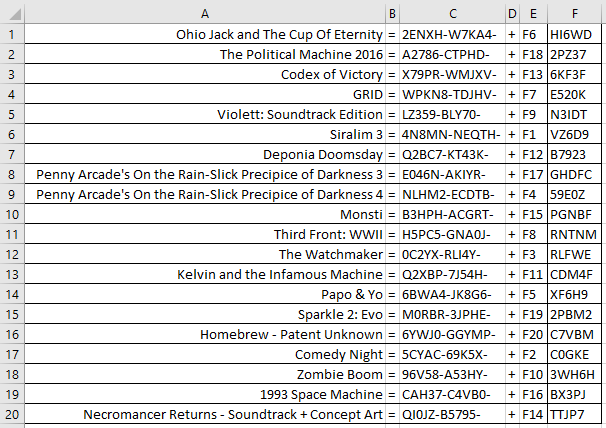 A B C D E F
1 Ohio Jack and The Cup Of Eternity = 2ENXH-W7KA4- + F6 HI6WD
2 The Political Machine 2016 = A2786-CTPHD- + F18 2PZ37
3 Codex of Victory = X79PR-WMJXV- + F13 6KF3F
4 GRID = WPKN8-TDJHV- + F7 E520K
5 Violett: Soundtrack Edition = LZ359-BLY70- + F9 N3IDT
6 Siralim 3 = 4N8MN-NEQTH- + F1 VZ6D9
7 Deponia Doomsday = Q2BC7-KT43K- + F12 B7923
8 Penny Arcade's On the Rain-Slick Precipice of Darkness 3 = E046N-AKIYR- + F17 GHDFC
9 Penny Arcade's On the Rain-Slick Precipice of Darkness 4 = NLHM2-ECDTB- + F4 59E0Z
10 Monsti = B3HPH-ACGRT- + F15 PGNBF
11 Third Front: WWII = H5PC5-GNA0J- + F8 RNTNM
12 The Watchmaker = 0C2YX-RLI4Y- + F3 RLFWE
13 Kelvin and the Infamous Machine = Q2XBP-7J54H- + F11 CDM4F
14 Papo & Yo = 6BWA4-JK8G6- + F5 XF6H9
15 Sparkle 2: Evo = M0RBR-3JPHE- + F19 2PBM2
16 Homebrew - Patent Unknown = 6YWJ0-GGYMP- + F20 C7VBM
17 Comedy Night = 5CYAC-69K5X- + F2 C0GKE
18 Zombie Boom = 96V58-A53HY- + F10 3WH6H
19 1993 Space Machine = CAH37-C4VB0- + F16 BX3PJ
20 Necromancer Returns - Soundtrack + Concept Art = QI0JZ-B5795- + F14 TTJP7